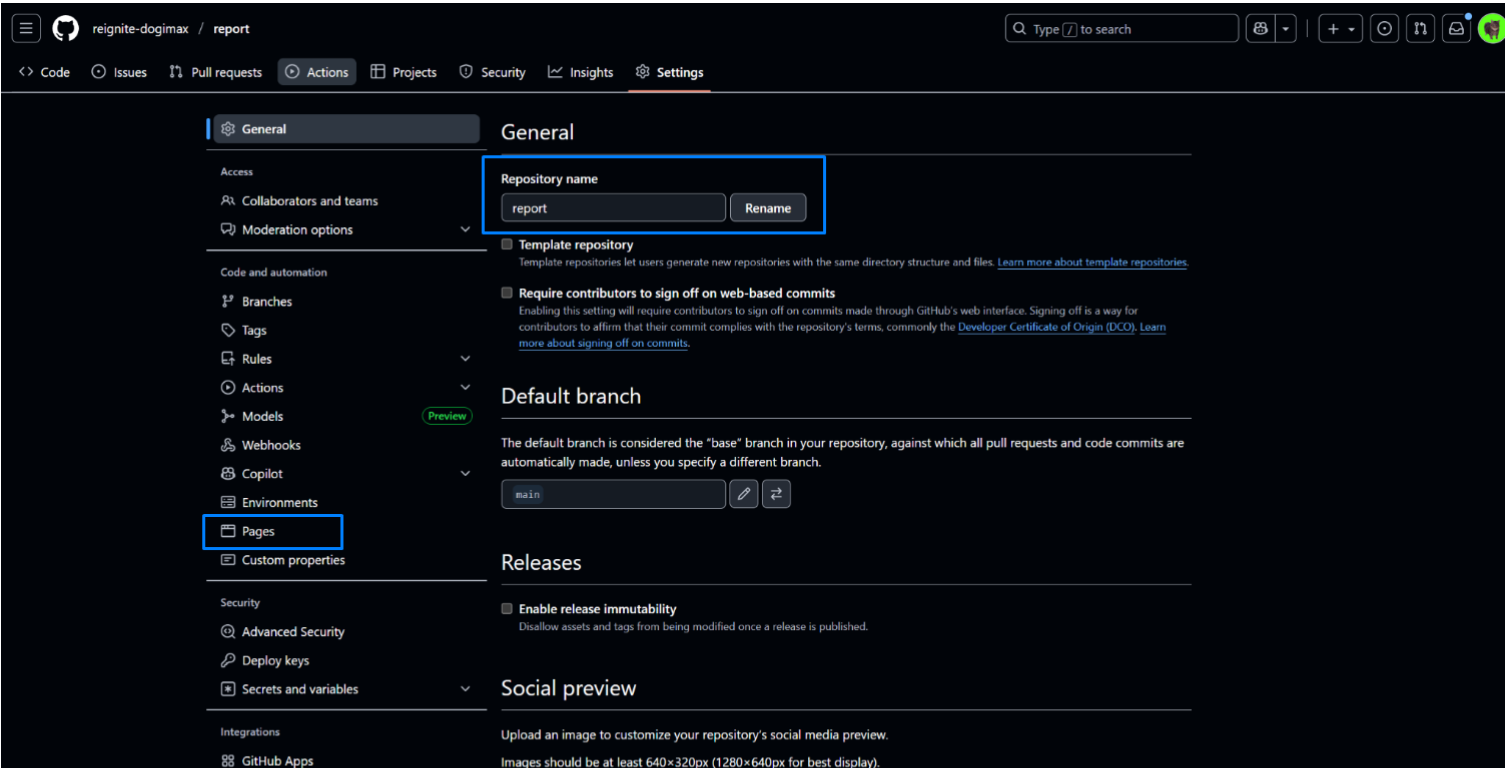 reignite-dogimax / report
Type / to search
Code Issues Pull requests Actions Projects Security Insights Settings
General
Access
Collaborators and teams
Moderation options
Code and automation
Branches
Tags
Rules
Actions
Models Preview
Webhooks
Copilot
Environments
Pages
Custom properties
Security
Advanced Security
Deploy keys
Secrets and variables
Integrations
GitHub Apps
General
Repository name
report Rename
Template repository
Template repositories let users generate new repositories with the same directory structure and files. Learn more about template repositories.
Require contributors to sign off on web-based commits
Enabling this setting will require contributors to sign off on commits made through GitHub's web interface. Signing off is a way for
contributors to affirm that their commit complies with the repository's terms, commonly the Developer Certificate of Origin (DCO). Learn
more about signing off on commits.
Default branch
The default branch is considered the "base" branch in your repository, against which all pull requests and code commits are
automatically made, unless you specify a different branch.
main
Releases
Enable release immutability
Disallow assets and tags from being modified once a release is published.
Social preview
Upload an image to customize your repository's social media preview.
Images should be at least 640×320px (1280×640px for best display).